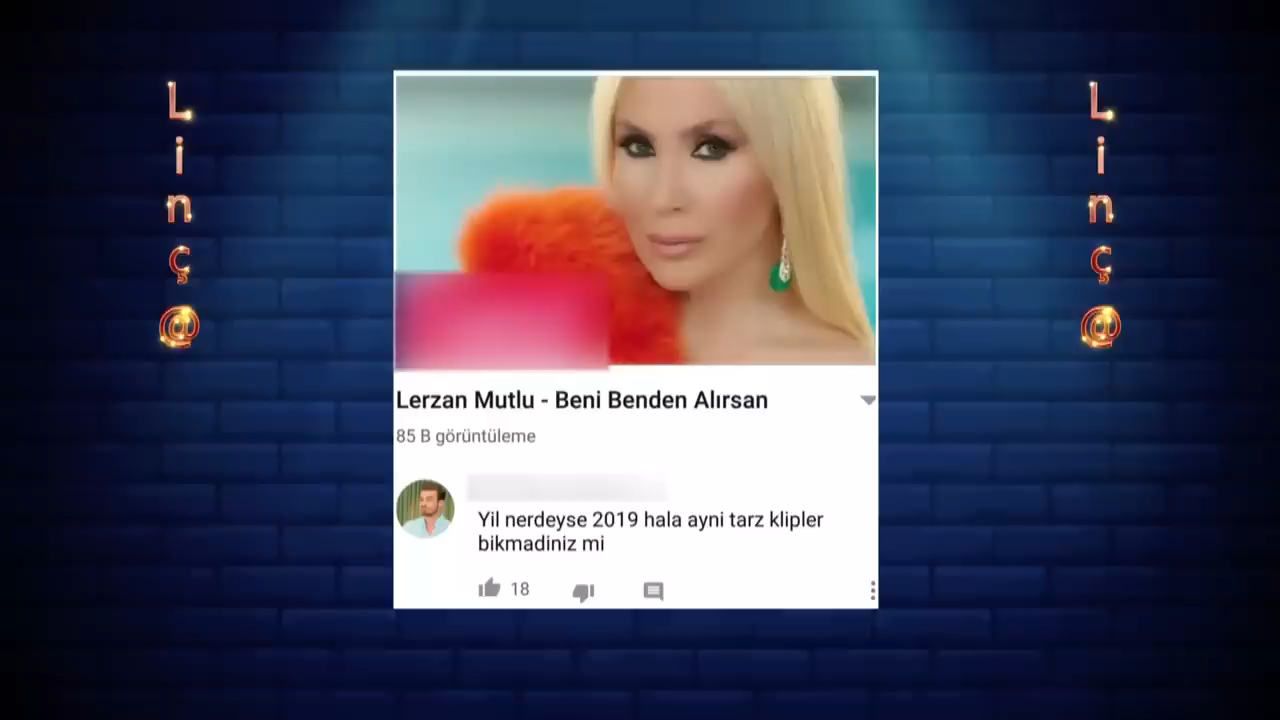 Linç@
Linç@
Lerzan Mutlu - Beni Benden Alırsan
85 B görüntüleme
Yil nerdeyse 2019 hala ayni tarz klipler
bikmadiniz mi
18